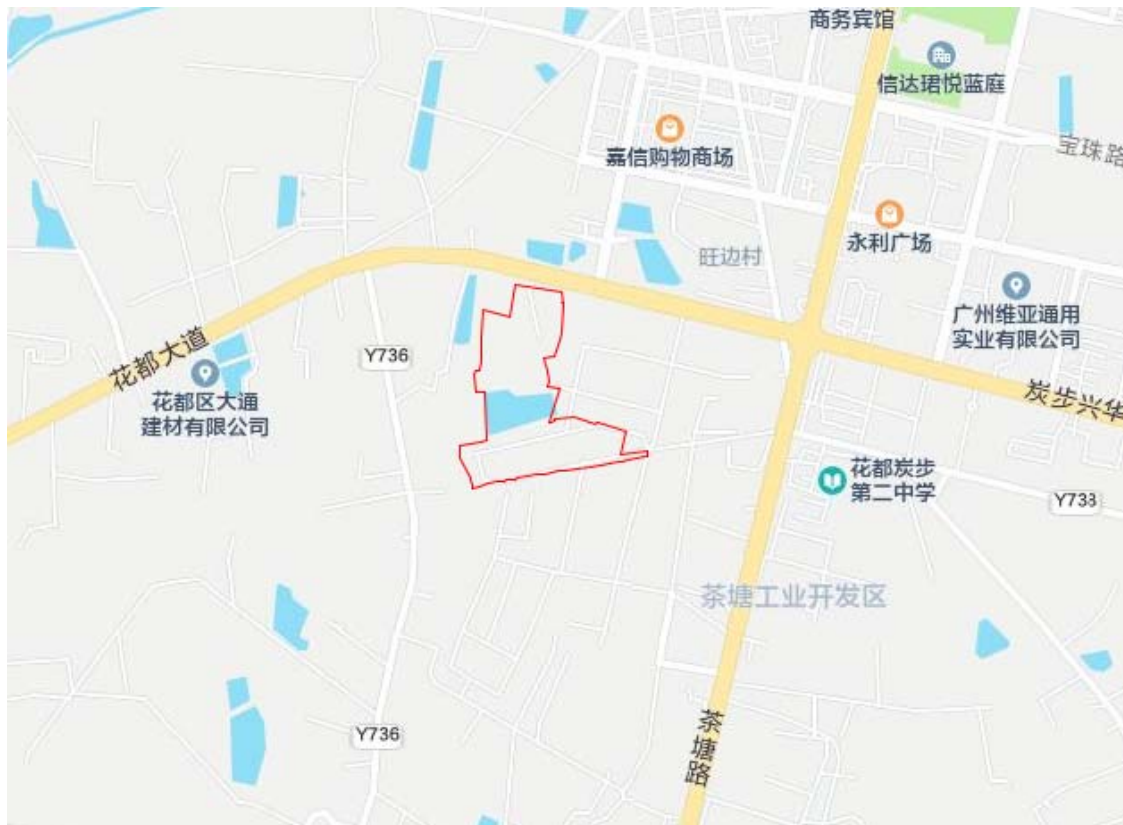 商务宾馆
信达珺悦蓝庭
嘉信购物商场
宝珠路
永利广场
旺边村
广州维亚通用
实业有限公司
花都大道
Y736
花都区大通
建材有限公司
炭步兴华
花都炭步
第二中学
Y738
茶塘工业开发区
Y736
茶塘路